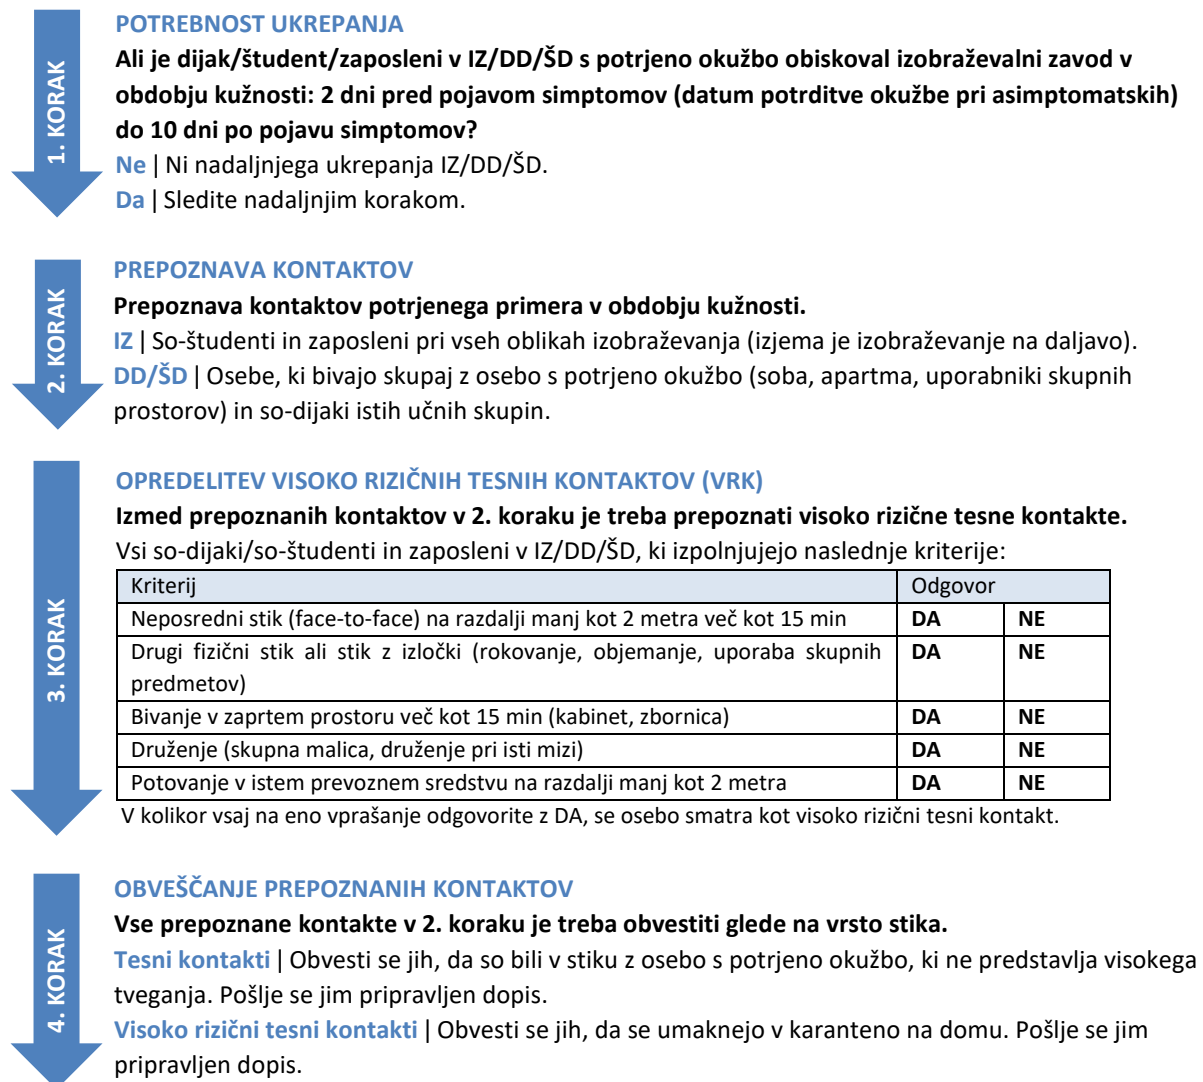 1. KORAK
POTREBNOST UKREPANJA
Ali je dijak/študent/zaposleni v IZ/DD/ŠD s potrjeno okužbo obiskoval izobraževalni zavod v
obdobju kužnosti: 2 dni pred pojavom simptomov (datum potrditve okužbe pri asimptomatskih)
do 10 dni po pojavu simptomov?
Ne | Ni nadaljnjega ukrepanja IZ/DD/ŠD.
Da | Sledite nadaljnjim korakom.
2. KORAK
PREPOZNAVA KONTAKTOV
Prepoznava kontaktov potrjenega primera v obdobju kužnosti.
IZ | So-študenti in zaposleni pri vseh oblikah izobraževanja (izjema je izobraževanje na daljavo).
DD/ŠD | Osebe, ki bivajo skupaj z osebo s potrjeno okužbo (soba, apartma, uporabniki skupnih
prostorov) in so-dijaki istih učnih skupin.
3. KORAK
OPREDELITEV VISOKO RIZIČNIH TESNIH KONTAKTOV (VRK)
Izmed prepoznanih kontaktov v 2. koraku je treba prepoznati visoko rizične tesne kontakte.
Vsi so-dijaki/so-študenti in zaposleni v IZ/DD/ŠD, ki izpolnjujejo naslednje kriterije:
Kriterij Odgovor
Neposredni stik (face-to-face) na razdalji manj kot 2 metra več kot 15 min DA NE
Drugi fizični stik ali stik z izločki (rokovanje, objemanje, uporaba skupnih DA NE
predmetov)
Bivanje v zaprtem prostoru več kot 15 min (kabinet, zbornica) DA NE
Druženje (skupna malica, druženje pri isti mizi) DA NE
Potovanje v istem prevoznem sredstvu na razdalji manj kot 2 metra DA NE
V kolikor vsaj na eno vprašanje odgovorite z DA, se osebo smatra kot visoko rizični tesni kontakt.
4. KORAK
OBVEŠČANJE PREPOZNANIH KONTAKTOV
Vse prepoznane kontakte v 2. koraku je treba obvestiti glede na vrsto stika.
Tesni kontakti | Obvesti se jih, da so bili v stiku z osebo s potrjeno okužbo, ki ne predstavlja visokega
tveganja. Pošlje se jim pripravljen dopis.
Visoko rizični tesni kontakti | Obvesti se jih, da se umaknejo v karanteno na domu. Pošlje se jim
pripravljen dopis.